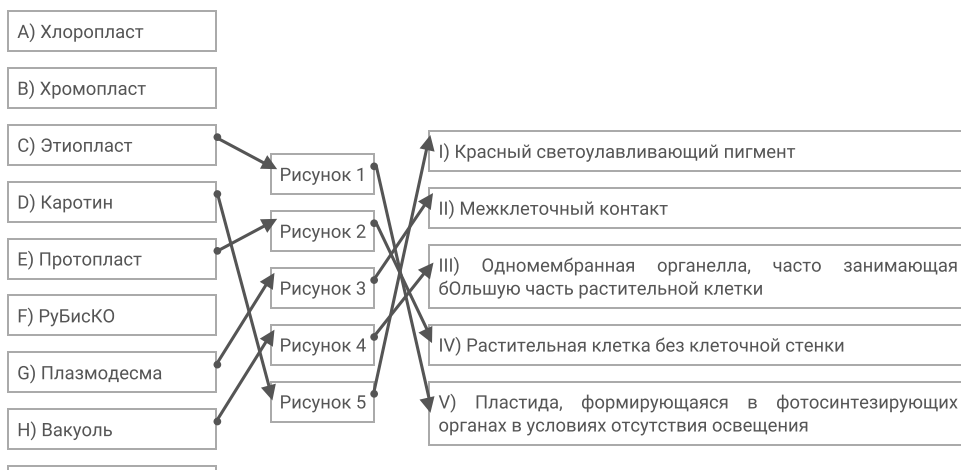 A) Хлоропласт
B) Хромопласт
C) Этиопласт
D) Каротин
E) Протопласт
F) РуБисКО
G) Плазмодесма
H) Вакуоль
Рисунок 1
Рисунок 2
Рисунок 3
Рисунок 4
Рисунок 5
I) Красный светоулавливающий пигмент
II) Межклеточный контакт
III) Одномембранная органелла, часто занимающая
бОльшую часть растительной клетки
IV) Растительная клетка без клеточной стенки
V) Пластида, формирующаяся в фотосинтезирующих
органах в условиях отсутствия освещения